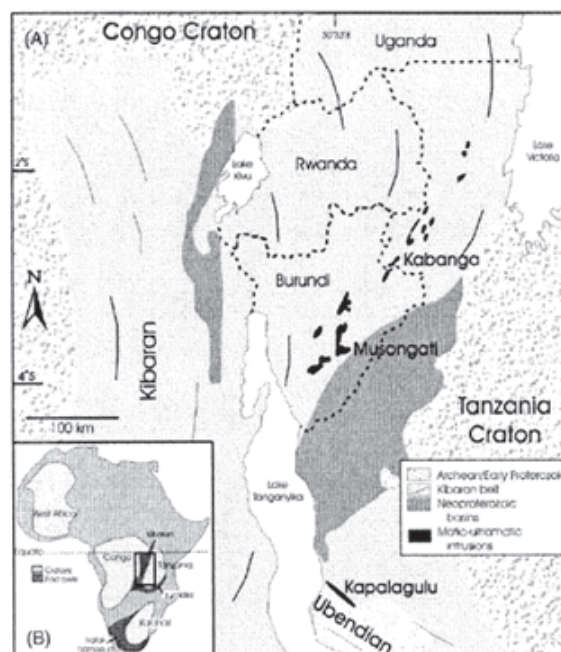 (A)
Congo Craton
Uganda
Lake
Victoria
2°S
Lake
Kivu
Rwanda
Kabanga
N
Burundi
Kibaran
Musongati
4°S
100 km
Tanzania
Craton
Lake
Tanganyika
Archean/Early Proterozoic
Kibaran belt
Neoproterozoic
basins
Mafic-ultramafic
intrusions
Kapalagulu
Ubendian
West Africa
Kibaran
Congo
Tanzania
Cratons
(B)